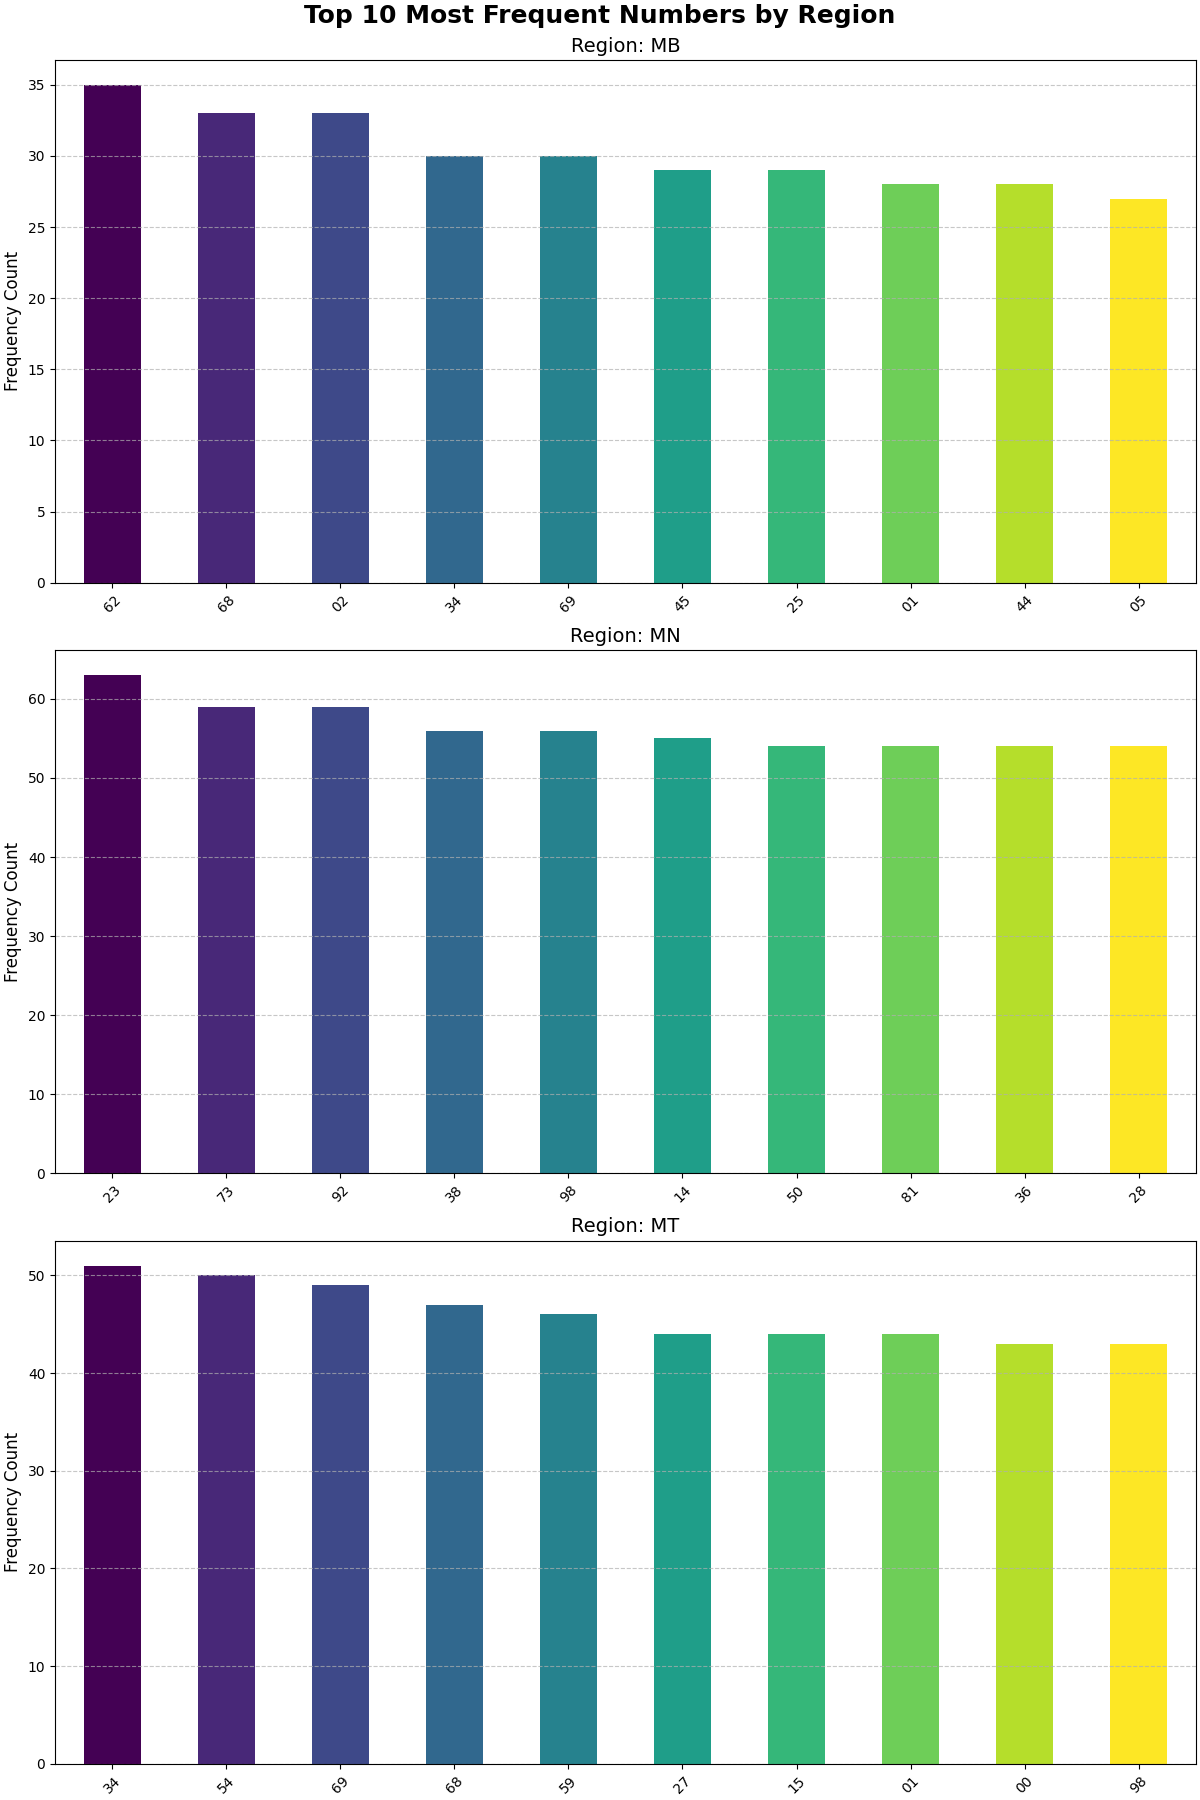 Top 10 Most Frequent Numbers by Region
Region: MB
Frequency Count
35
30
25
20
15
10
5
0
62 68 02 34 69 45 25 01 44 05
Region: MN
Frequency Count
60
50
40
30
20
10
0
23 73 92 38 98 14 50 81 36 28
Region: MT
Frequency Count
50
40
30
20
10
0
34 54 69 68 59 27 15 01 00 98